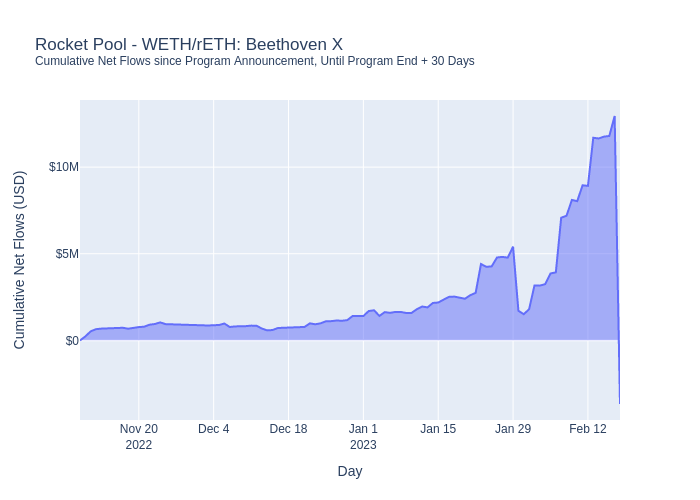 Rocket Pool - WETH/rETH: Beethoven X
Cumulative Net Flows since Program Announcement, Until Program End + 30 Days
Cumulative Net Flows (USD)
$10M
$5M
$0
Nov 20
2022
Dec 4
Dec 18
Jan 1
2023
Jan 15
Jan 29
Feb 12
Day